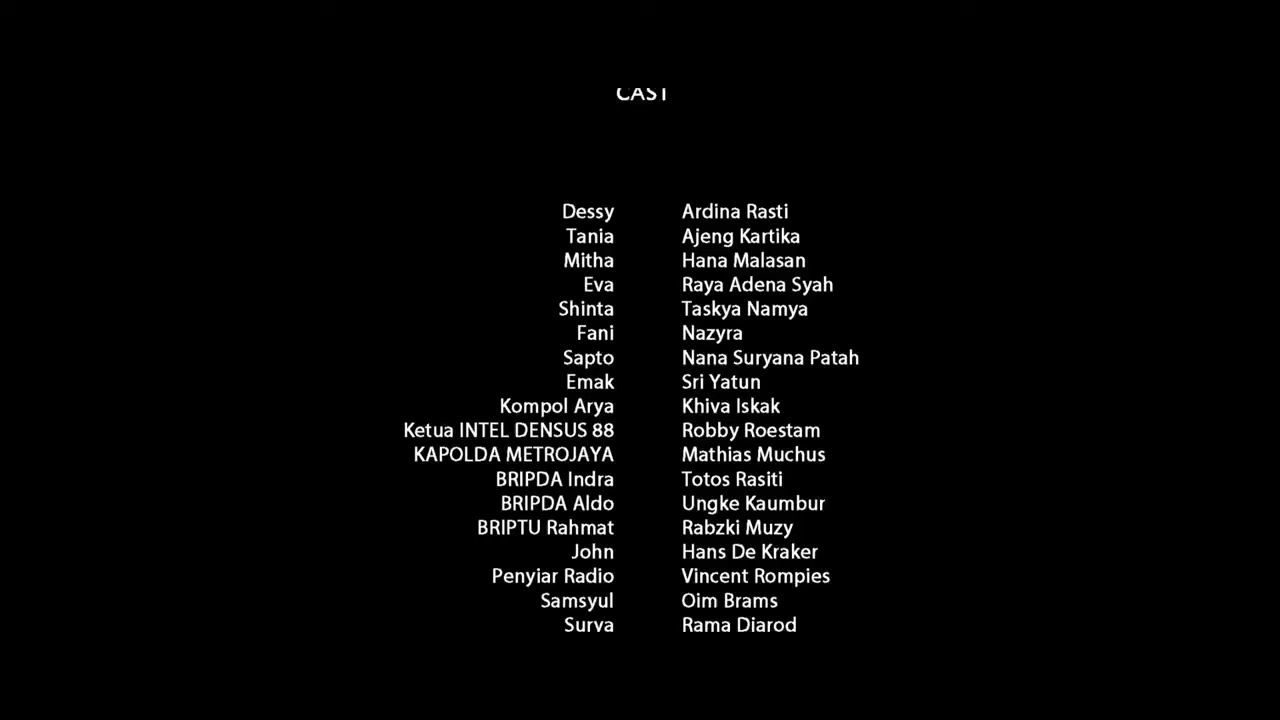 CAST
Dessy Ardina Rasti
Tania Ajeng Kartika
Mitha Hana Malasan
Eva Raya Adena Syah
Shinta Taskya Namya
Fani Nazyra
Sapto Nana Suryana Patah
Emak Sri Yatun
Kompol Arya Khiva Iskak
Ketua INTEL DENSUS 88 Robby Roestam
KAPOLDA METROJAYA Mathias Muchus
BRIPDA Indra Totos Rasiti
BRIPDA Aldo Ungke Kaumbur
BRIPTU Rahmat Rabzki Muzy
John Hans De Kraker
Penyiar Radio Vincent Rompies
Samsyul Oim Brams
Surya Rama Diarod